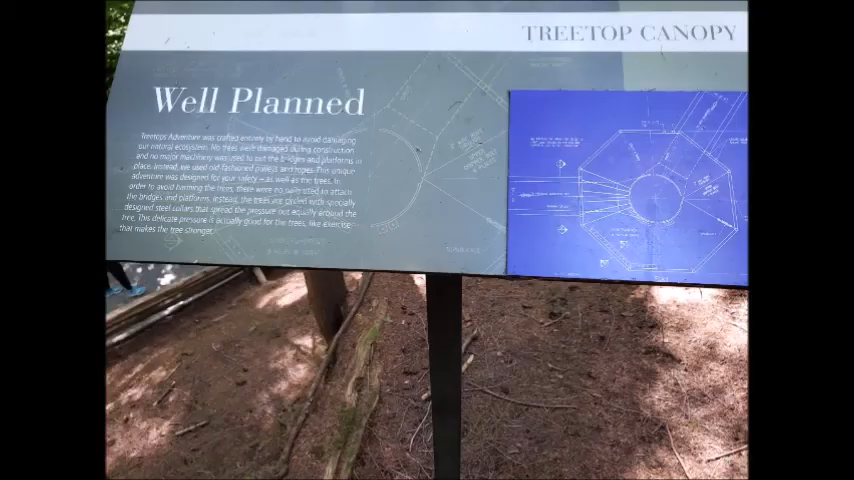 TREETOP CANOPY
Well Planned
Treetops Adventure was crafted entirely by hand to avoid damaging
our natural ecosystem. No trees were damaged during construction
and no major machinery was used to put the bridges and platforms in
place. Instead, we used old-fashioned pulleys and ropes. This unique
adventure was designed for your safety – as well as the trees. In
order to avoid harming the trees, there were no nails used to attach
the bridges and platforms. Instead, the trees are circled with specially
designed steel collars that spread the pressure out equally around the
tree. This delicate pressure is actually good for the trees, like exercise
that makes the tree stronger.